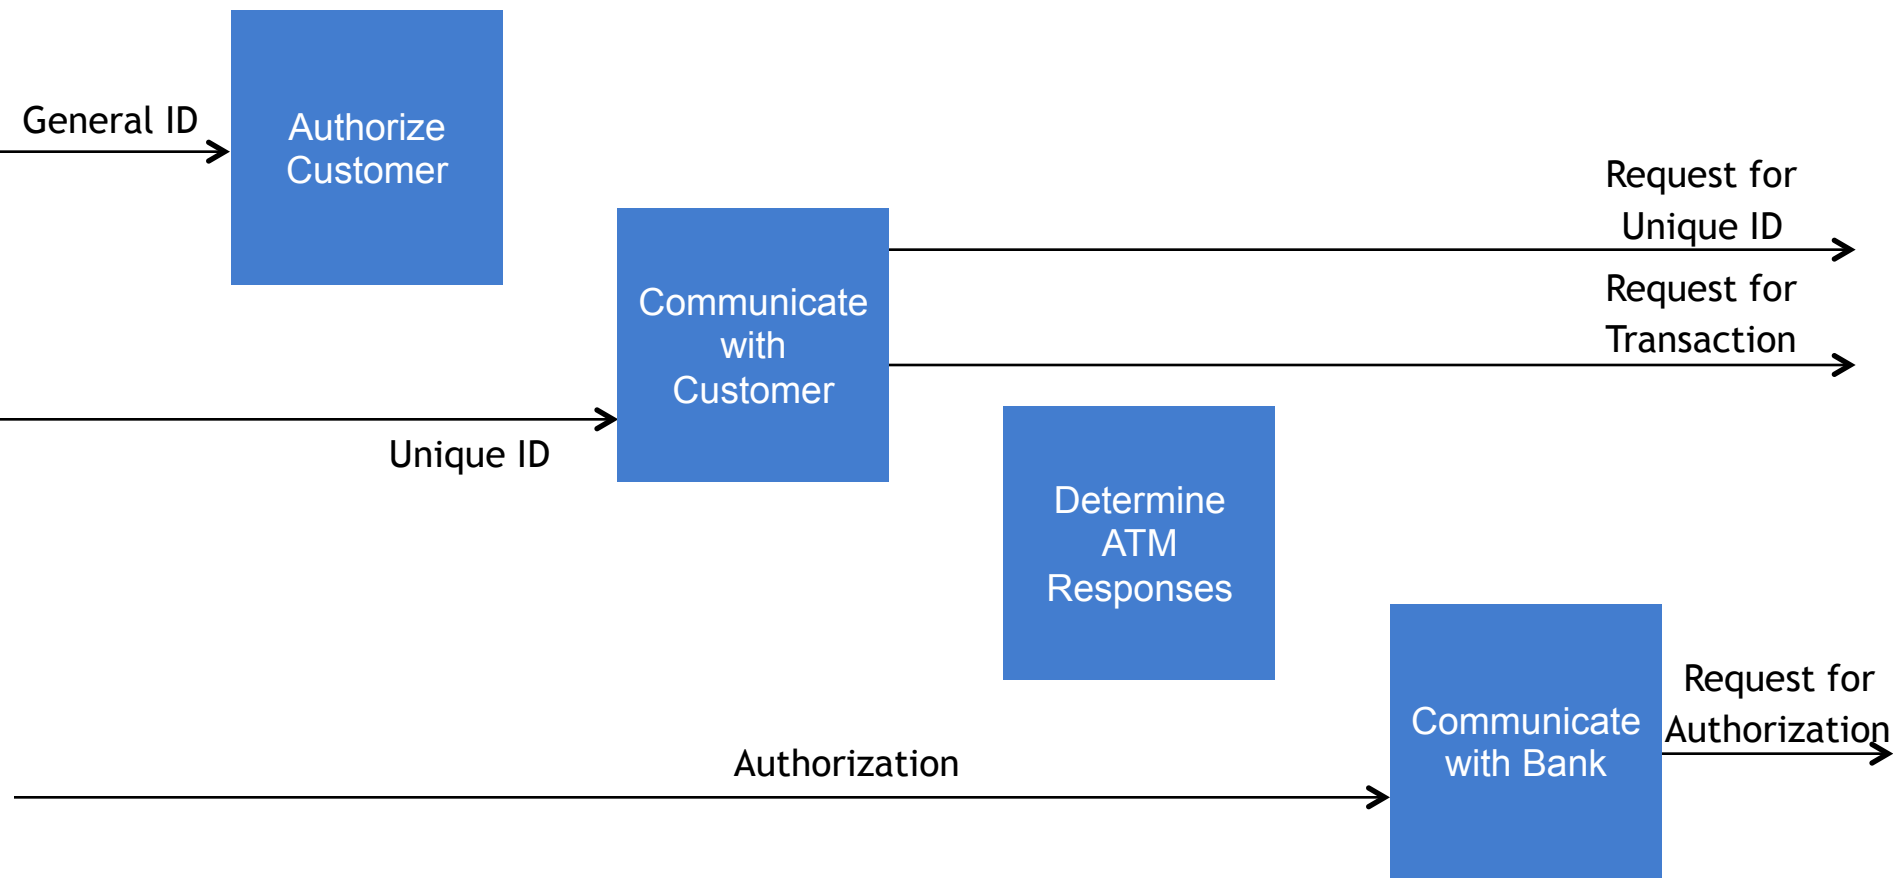 General ID
Authorize
Customer
Request for
Unique ID
Request for
Transaction
Communicate
with
Customer
Unique ID
Determine
ATM
Responses
Request for
Authorization
Communicate
with Bank
Authorization